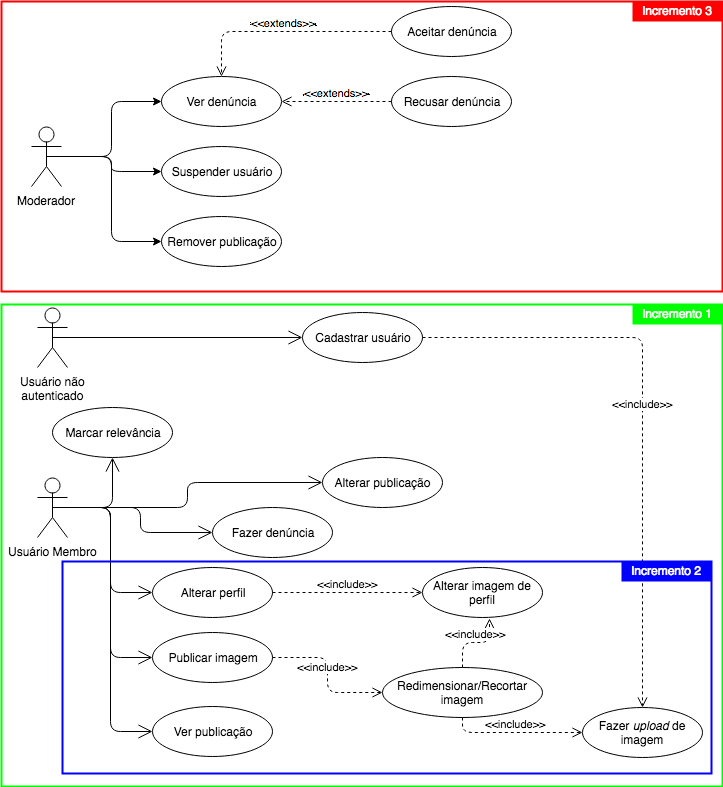 Incremento 3
<<extends>>
Aceitar denúncia
Ver denúncia
<<extends>>
Recusar denúncia
Suspender usuário
Moderador
Remover publicação
Incremento 1
Cadastrar usuário
Usuário não
autenticado
<<include>>
Marcar relevância
Alterar publicação
Fazer denúncia
Usuário Membro
Incremento 2
Alterar perfil
<<include>>
Alterar imagem de
perfil
<<include>>
Publicar imagem
<<include>>
Redimensionar/Recortar
imagem
<<include>>
Ver publicação
Fazer upload de
imagem